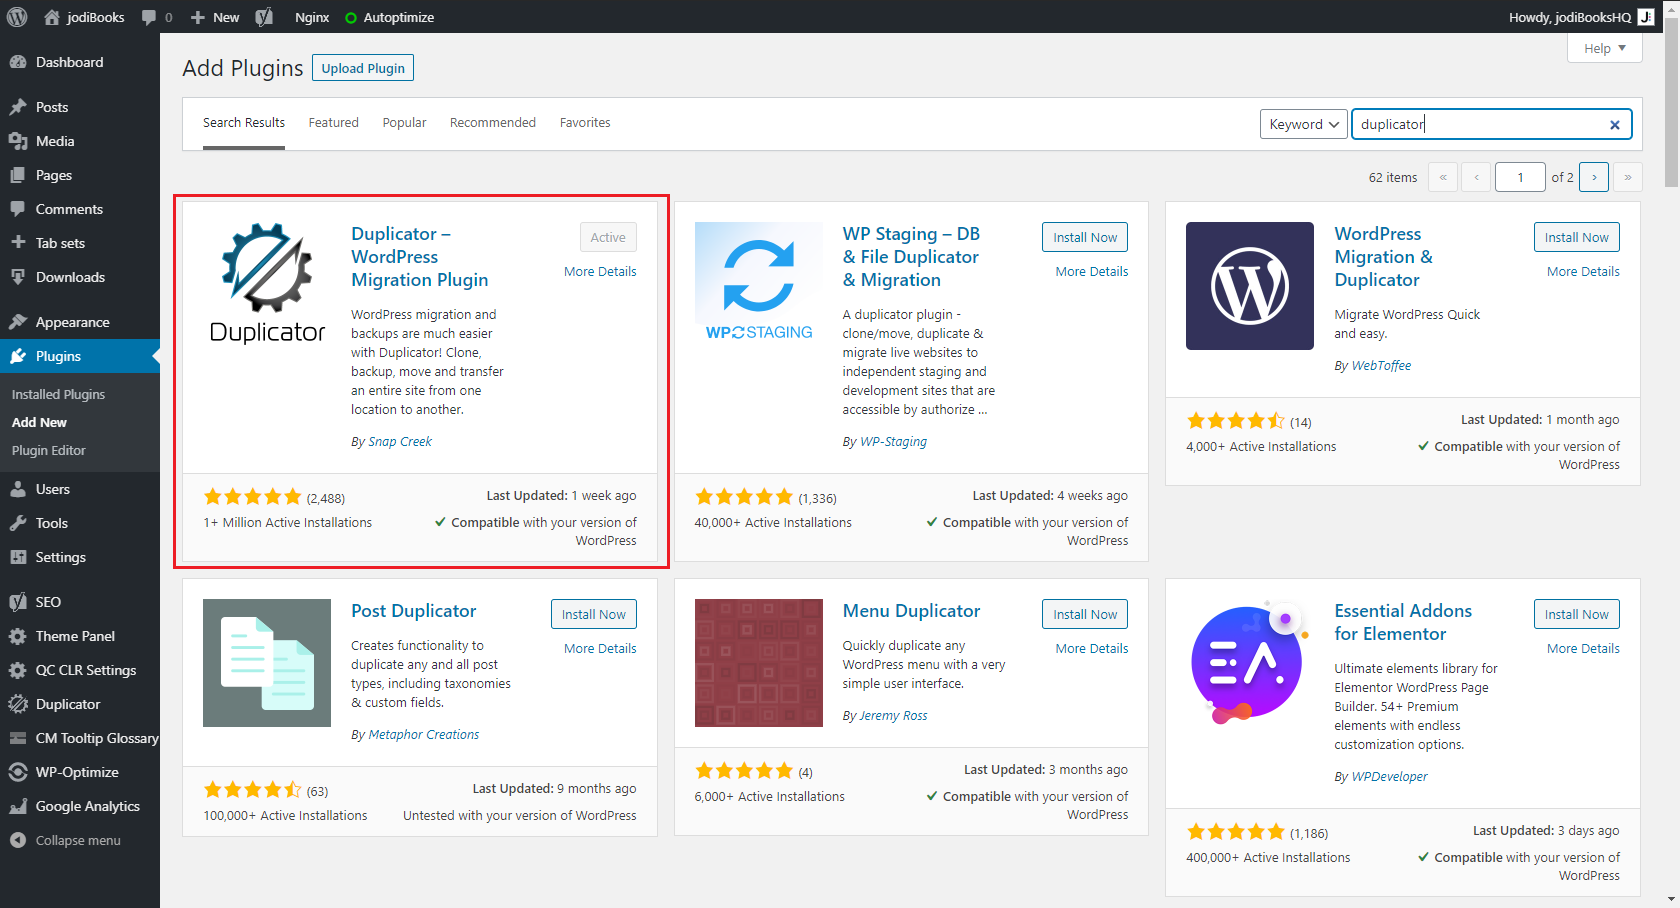 jodiBooks
0
New
Nginx
Autoptimize
Howdy, jodiBooksHQ
J
Dashboard
Posts
Media
Pages
Comments
Tab sets
Downloads
Appearance
Plugins
Installed Plugins
Add New
Plugin Editor
Users
Tools
Settings
SEO
Theme Panel
QC CLR Settings
Duplicator
CM Tooltip Glossary
WP-Optimize
Google Analytics
Collapse menu
Help
Add Plugins
Upload Plugin
Search Results
Featured
Popular
Recommended
Favorites
Keyword
duplicator
62 items
«
‹
1
of 2
›
»
Duplicator
Duplicator –
WordPress
Migration Plugin
Active
More Details
WordPress migration and
backups are much easier
with Duplicator! Clone,
backup, move and transfer
an entire site from one
location to another.
By Snap Creek
(2,488)
1+ Million Active Installations
Last Updated: 1 week ago
✓ Compatible with your version of
WordPress
WP STAGING
WP Staging – DB
& File Duplicator
& Migration
Install Now
More Details
A duplicator plugin -
clone/move, duplicate &
migrate live websites to
independent staging and
development sites that are
accessible by authorize ...
By WP-Staging
(1,336)
40,000+ Active Installations
Last Updated: 4 weeks ago
✓ Compatible with your version of
WordPress
WordPress
Migration &
Duplicator
Install Now
More Details
Migrate WordPress Quick
and easy.
By WebToffee
(14)
4,000+ Active Installations
Last Updated: 1 month ago
✓ Compatible with your version of
WordPress
Post Duplicator
Install Now
More Details
Creates functionality to
duplicate any and all post
types, including taxonomies
& custom fields.
By Metaphor Creations
(63)
100,000+ Active Installations
Last Updated: 9 months ago
Untested with your version of WordPress
Menu Duplicator
Install Now
More Details
Quickly duplicate any
WordPress menu with a very
simple user interface.
By Jeremy Ross
(4)
6,000+ Active Installations
Last Updated: 3 months ago
✓ Compatible with your version of
WordPress
EA
Essential Addons
for Elementor
Install Now
More Details
Ultimate elements library for
Elementor WordPress Page
Builder. 54+ Premium
elements with endless
customization options.
By WPDeveloper
(1,186)
400,000+ Active Installations
Last Updated: 3 days ago
✓ Compatible with your version of
WordPress